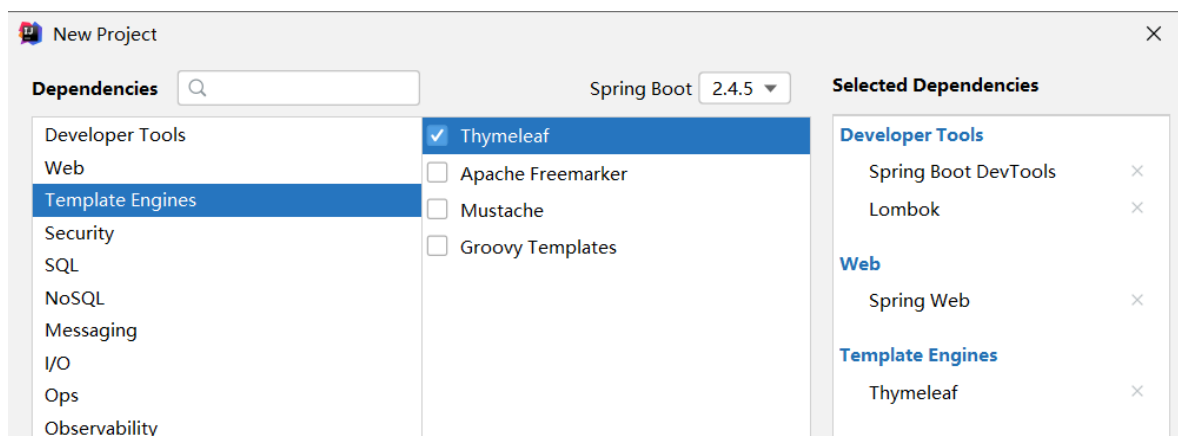 New Project
Dependencies
Spring Boot 2.4.5
Selected Dependencies
Developer Tools
Web
Template Engines
Security
SQL
NoSQL
Messaging
I/O
Ops
Observability
Thymeleaf
Apache Freemarker
Mustache
Groovy Templates
Developer Tools
Spring Boot DevTools
Lombok
Web
Spring Web
Template Engines
Thymeleaf